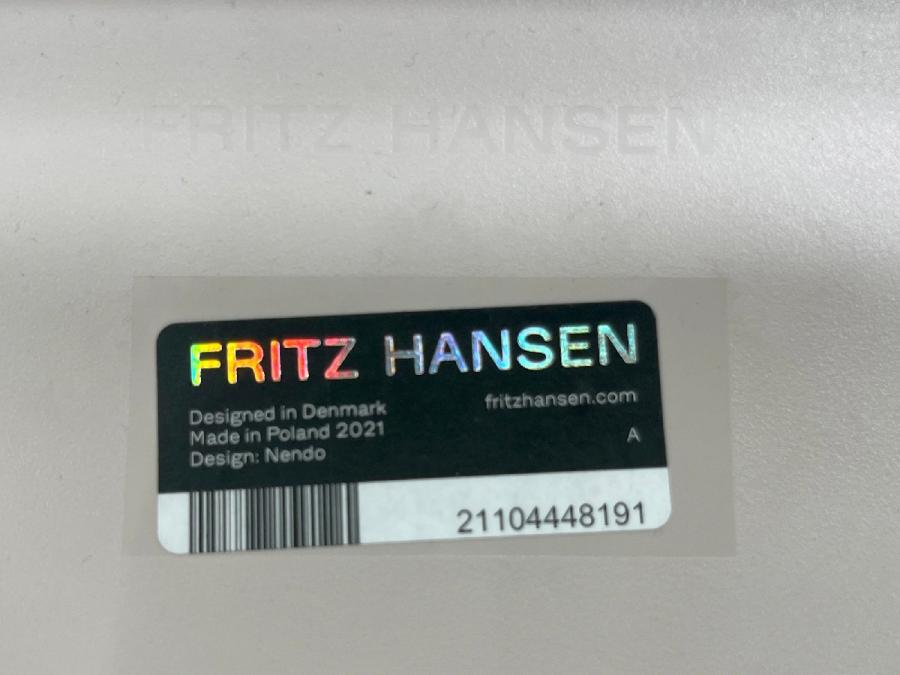 FRITZ HANSEN
FRITZ HANSEN
Designed in Denmark
Made in Poland 2021
Design: Nendo
fritzhansen.com
A
21104448191